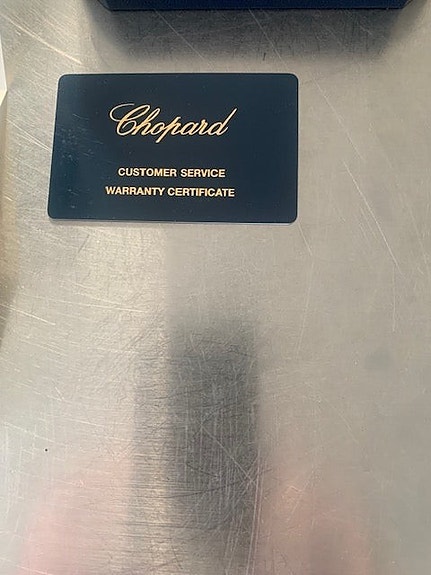 Chopard
CUSTOMER SERVICE
WARRANTY CERTIFICATE